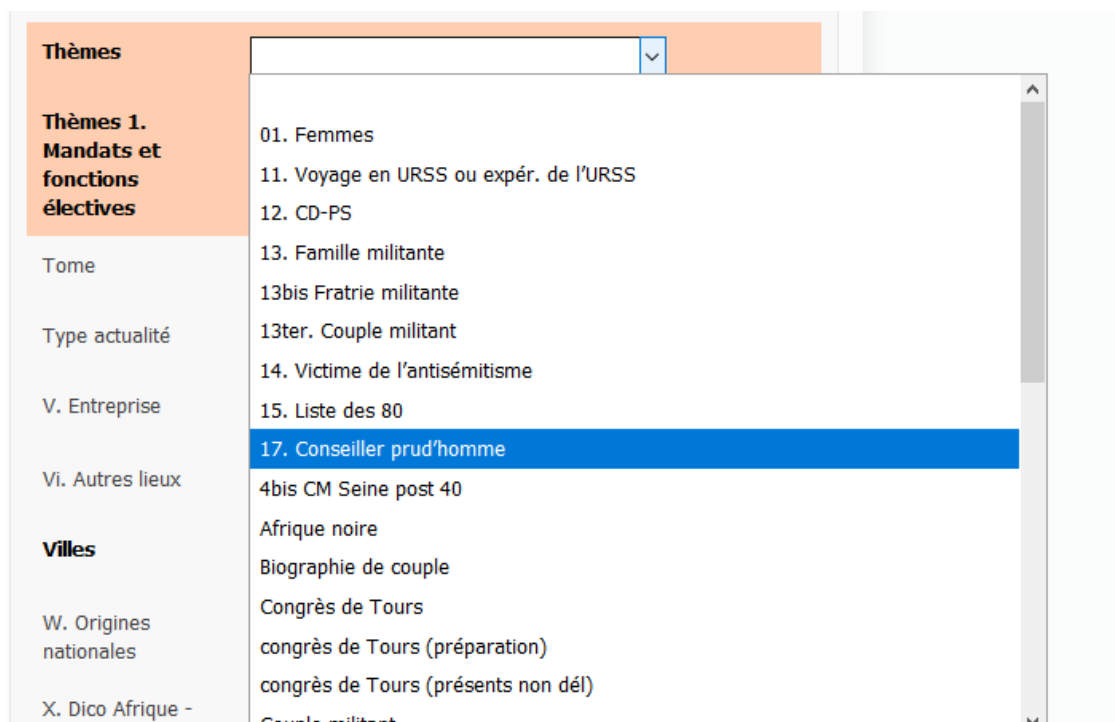 Thèmes
Thèmes 1.
Mandats et
fonctions
électives
Tome
Type actualité
V. Entreprise
Vi. Autres lieux
Villes
W. Origines
nationales
X. Dico Afrique -
01. Femmes
11. Voyage en URSS ou expér. de l’URSS
12. CD-PS
13. Famille militante
13bis Fratrie militante
13ter. Couple militant
14. Victime de l’antisémitisme
15. Liste des 80
17. Conseiller prud’homme
4bis CM Seine post 40
Afrique noire
Biographie de couple
Congrès de Tours
congrès de Tours (préparation)
congrès de Tours (présents non dél)
Couple militant